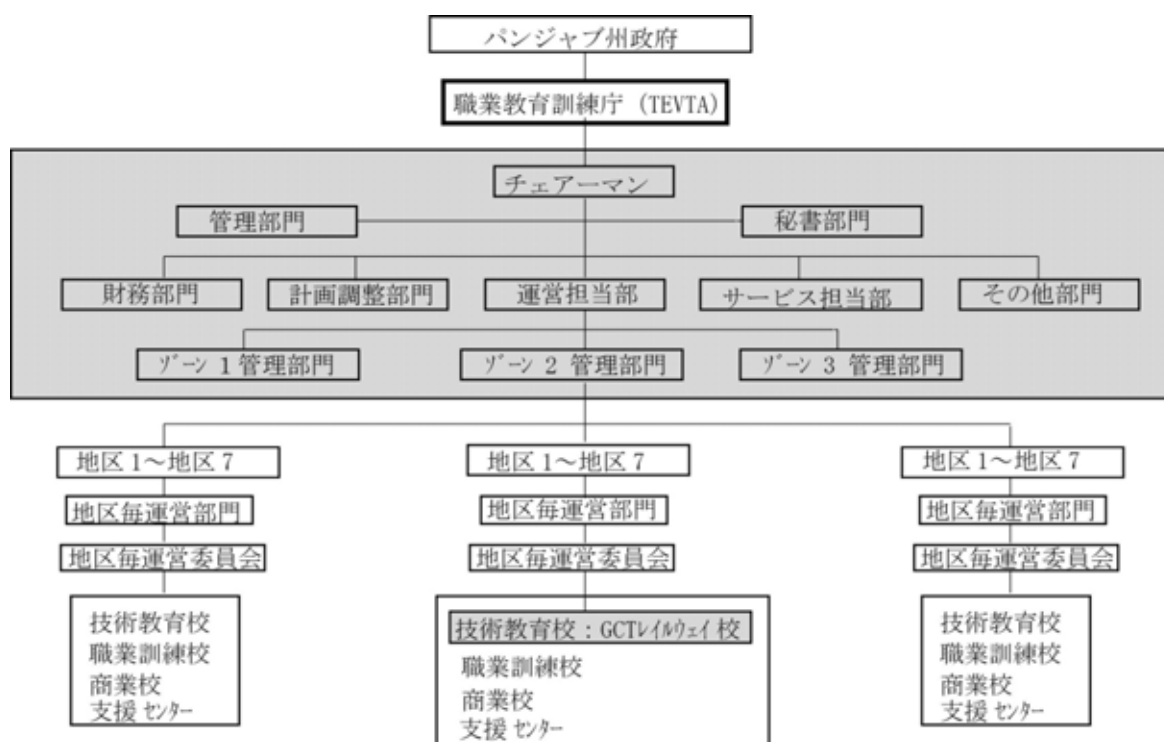 パンジャブ州政府
職業教育訓練庁 (TEVTA)
チェアーマン
管理部門
秘書部門
財務部門
計画調整部門
運営担当部
サービス担当部
その他部門
ｿﾞｰﾝ 1 管理部門
ｿﾞｰﾝ 2 管理部門
ｿﾞｰﾝ 3 管理部門
地区 1～地区 7
地区 1～地区 7
地区 1～地区 7
地区毎運営部門
地区毎運営部門
地区毎運営部門
地区毎運営委員会
地区毎運営委員会
地区毎運営委員会
技術教育校
職業訓練校
商業校
支援 ｾﾝﾀｰ
技術教育校：GCTﾚｲﾙｳｪｲ 校
職業訓練校
商業校
支援 ｾﾝﾀｰ
技術教育校
職業訓練校
商業校
支援 ｾﾝﾀｰ